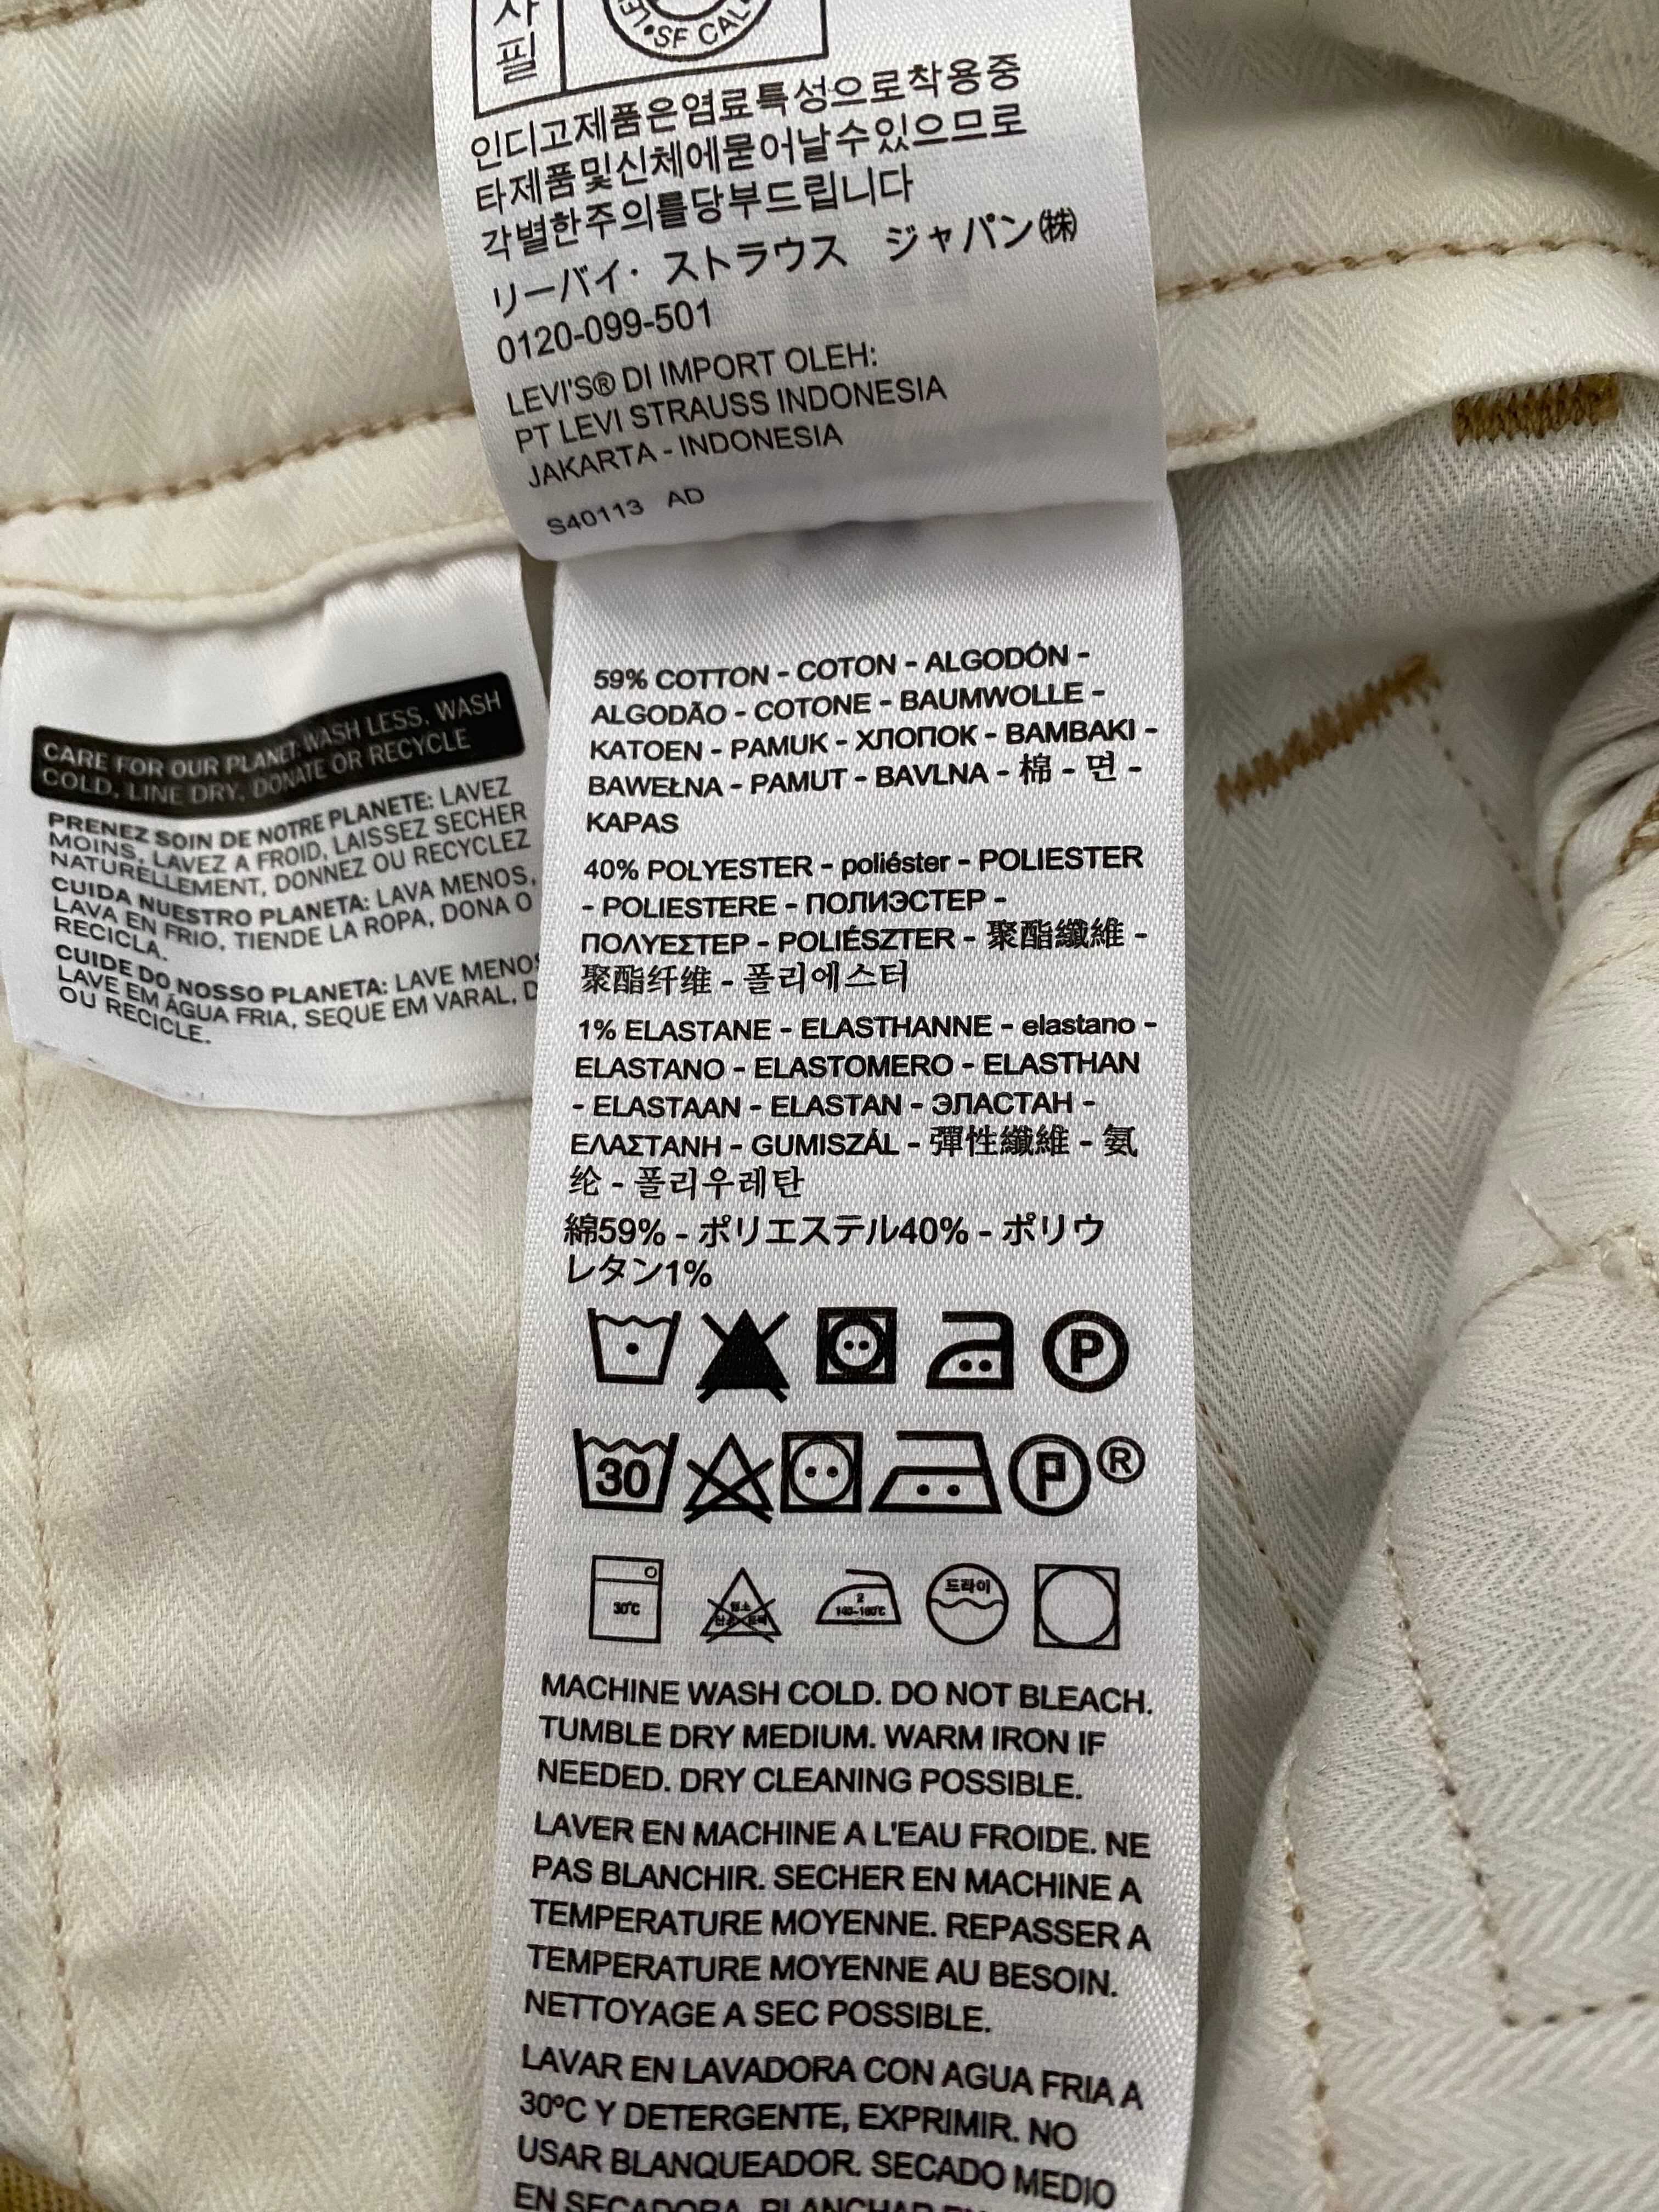 사
필
LE
•SF CAL
인디고제품은염료특성으로착용중
타제품및신체에묻어날수있으므로
각별한주의를당부드립니다
リーバイ・ストラウス ジャパン㈱
0120-099-501
LEVI'S® DI IMPORT OLEH:
PT LEVI STRAUSS INDONESIA
JAKARTA - INDONESIA
S40113 AD
CARE FOR OUR PLANET: WASH LESS, WASH
COLD, LINE DRY, DONATE OR RECYCLE
PRENEZ SOIN DE NOTRE PLANETE: LAVEZ
MOINS, LAVEZ A FROID, LAISSEZ SECHER
NATURELLEMENT, DONNEZ OU RECYCLEZ
CUIDA NUESTRO PLANETA: LAVA MENOS,
LAVA EN FRIO, TIENDE LA ROPA, DONA O
RECICLA.
CUIDE DO NOSSO PLANETA: LAVE MENOS
LAVE EM ÁGUA FRIA, SEQUE EM VARAL, D
OU RECICLE.
59% COTTON - COTON - ALGODÓN -
ALGODÃO - COTONE - BAUMWOLLE -
KATOEN - PAMUK - ХЛОПОК - BAMBAKI -
BAWEŁNA - PAMUT - BAVLNA - 棉 - 면 -
KAPAS
40% POLYESTER - poliéster - POLIESTER
- POLIESTERE - ПОЛИЭСТЕР -
ΠΟΛΥΕΣΤΕΡ - POLIÉSZTER - 聚酯纖維 -
聚酯纤维 - 폴리에스터
1% ELASTANE - ELASTHANNE - elastano -
ELASTANO - ELASTOMERO - ELASTHAN
- ELASTAAN - ELASTAN - ЭЛАСТАН -
ΕΛΑΣΤΑΝΗ - GUMISZÁL - 彈性纖維 - 氨
纶 - 폴리우레탄
綿59% - ポリエステル40% - ポリウ
レタン1%
P
30 P ®
30℃ 2 140~160℃ 드라이
MACHINE WASH COLD. DO NOT BLEACH.
TUMBLE DRY MEDIUM. WARM IRON IF
NEEDED. DRY CLEANING POSSIBLE.
LAVER EN MACHINE A L'EAU FROIDE. NE
PAS BLANCHIR. SECHER EN MACHINE A
TEMPERATURE MOYENNE. REPASSER A
TEMPERATURE MOYENNE AU BESOIN.
NETTOYAGE A SEC POSSIBLE.
LAVAR EN LAVADORA CON AGUA FRIA A
30ºC Y DETERGENTE, EXPRIMIR. NO
USAR BLANQUEADOR. SECADO MEDIO
EN SECADORA. PLANCHAR